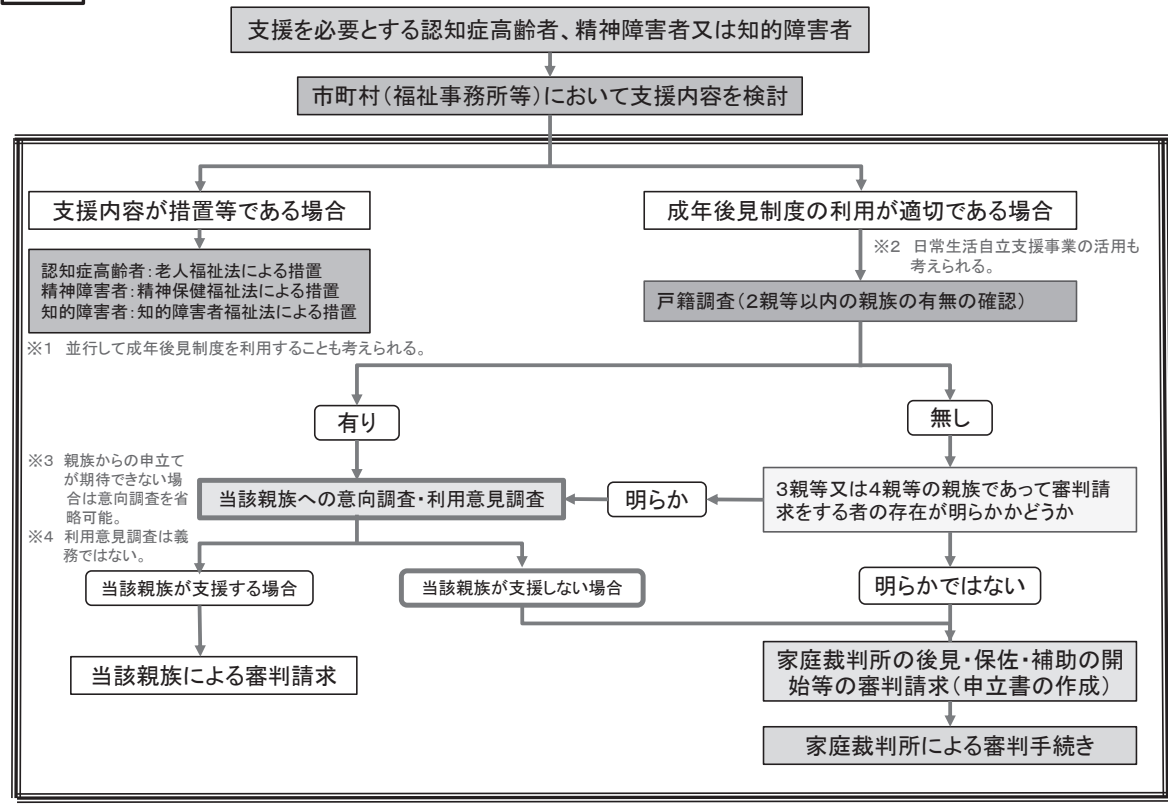 支援を必要とする認知症高齢者、精神障害者又は知的障害者
市町村（福祉事務所等）において支援内容を検討
支援内容が措置等である場合
認知症高齢者：老人福祉法による措置
精神障害者：精神保健福祉法による措置
知的障害者：知的障害者福祉法による措置
※１ 並行して成年後見制度を利用することも考えられる。
成年後見制度の利用が適切である場合
※２ 日常生活自立支援事業の活用も
考えられる。
戸籍調査（２親等以内の親族の有無の確認）
有り
無し
※３ 親族からの申立て
が期待できない場
合は意向調査を省
略可能。
※４ 利用意見調査は義
務ではない。
当該親族への意向調査・利用意見調査
明らか
３親等又は４親等の親族であって審判請
求をする者の存在が明らかかどうか
当該親族が支援する場合
当該親族が支援しない場合
明らかではない
当該親族による審判請求
家庭裁判所の後見・保佐・補助の開
始等の審判請求（申立書の作成）
家庭裁判所による審判手続き